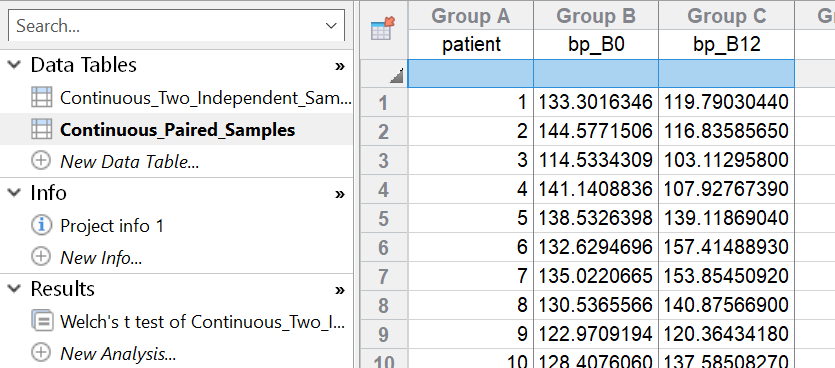 Search...
Data Tables »
Continuous_Two_Independent_Sam...
Continuous_Paired_Samples
New Data Table...
Info »
Project info 1
New Info...
Results »
Welch's t test of Continuous_Two_I...
New Analysis...
Group A Group B Group C
patient bp_B0 bp_B12
1 1 133.3016346 119.79030440
2 2 144.5771506 116.83585650
3 3 114.5334309 103.11295800
4 4 141.1408836 107.92767390
5 5 138.5326398 139.11869040
6 6 132.6294696 157.41488930
7 7 135.0220665 153.85450920
8 8 130.5365566 140.87566900
9 9 122.9709194 120.36434180
10 10 128.4076060 137.58508270